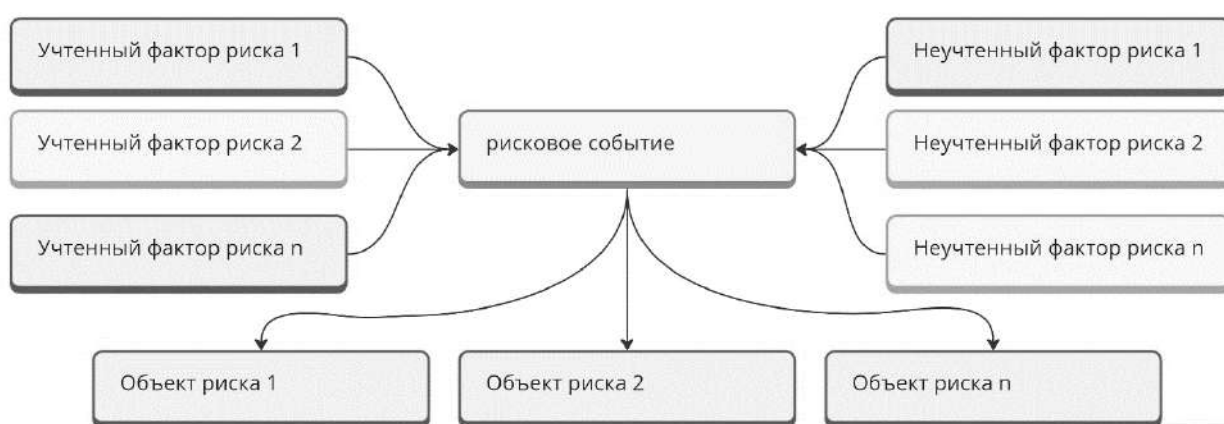 Учтенный фактор риска 1
Неучтенный фактор риска 1
Учтенный фактор риска 2
рисковое событие
Неучтенный фактор риска 2
Учтенный фактор риска n
Неучтенный фактор риска n
Объект риска 1
Объект риска 2
Объект риска n